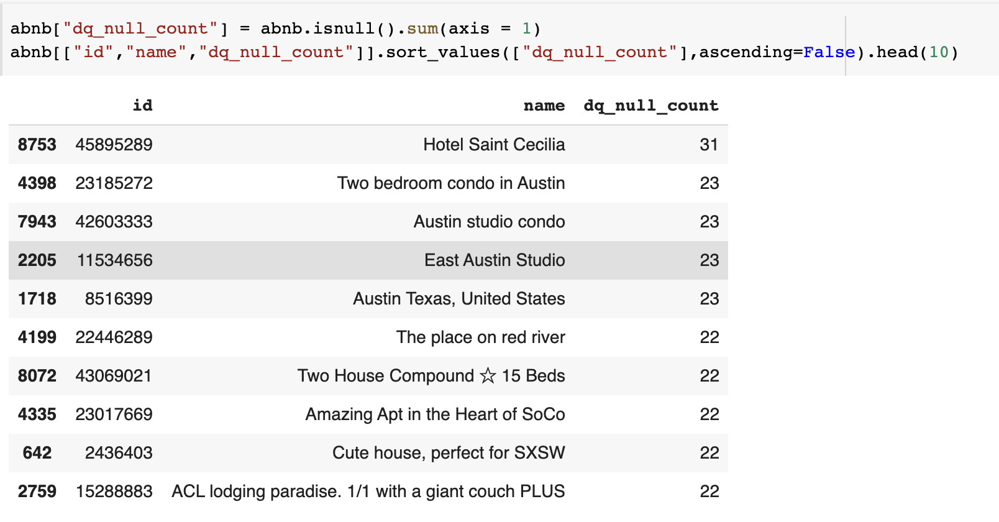 abnb["dq_null_count"] = abnb.isnull().sum(axis = 1)
abnb[["id","name","dq_null_count"]].sort_values(["dq_null_count"],ascending=False).head(10)
id name dq_null_count
8753 45895289 Hotel Saint Cecilia 31
4398 23185272 Two bedroom condo in Austin 23
7943 42603333 Austin studio condo 23
2205 11534656 East Austin Studio 23
1718 8516399 Austin Texas, United States 23
4199 22446289 The place on red river 22
8072 43069021 Two House Compound ☆ 15 Beds 22
4335 23017669 Amazing Apt in the Heart of SoCo 22
642 2436403 Cute house, perfect for SXSW 22
2759 15288883 ACL lodging paradise. 1/1 with a giant couch PLUS 22